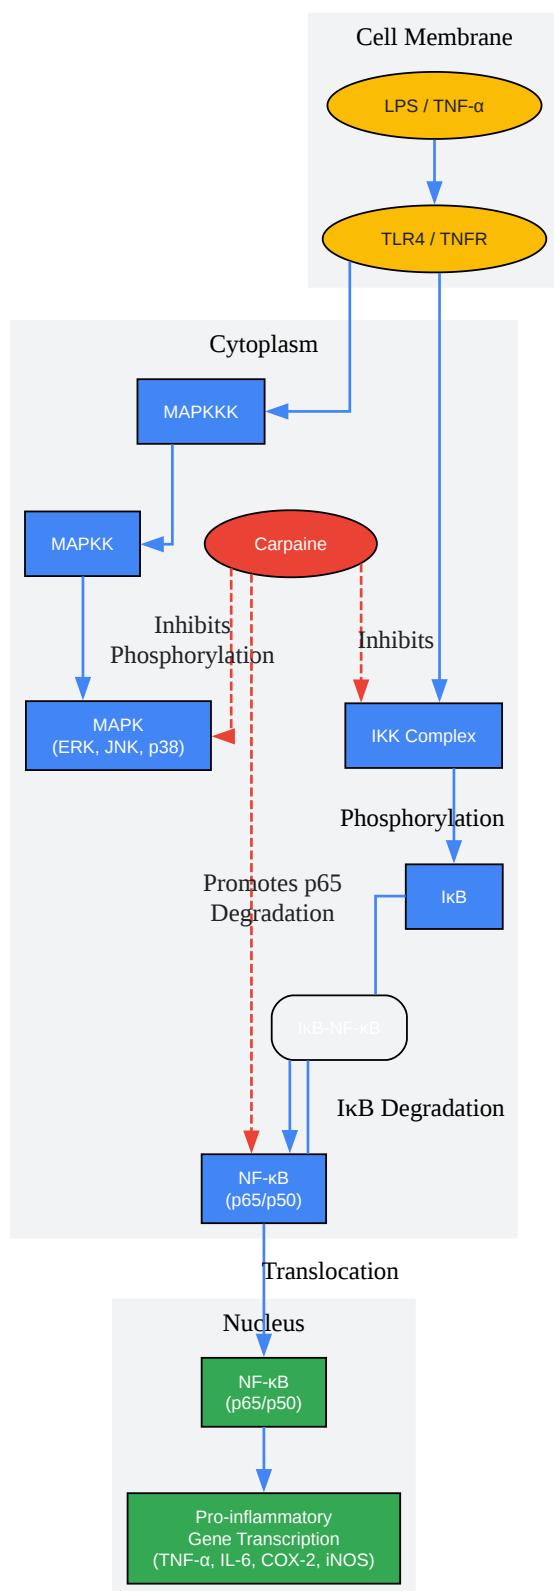 Cell Membrane
LPS / TNF-α
TLR4 / TNFR
Cytoplasm
MAPKKK
MAPKK
Carpaine
Inhibits
Phosphorylation
Inhibits
MAPK
(ERK, JNK, p38)
IKK Complex
Phosphorylation
Promotes p65
Degradation
IκB
IκB-NF-κB
IκB Degradation
NF-κB
(p65/p50)
Translocation
Nucleus
NF-κB
(p65/p50)
Pro-inflammatory
Gene Transcription
(TNF-α, IL-6, COX-2, iNOS)